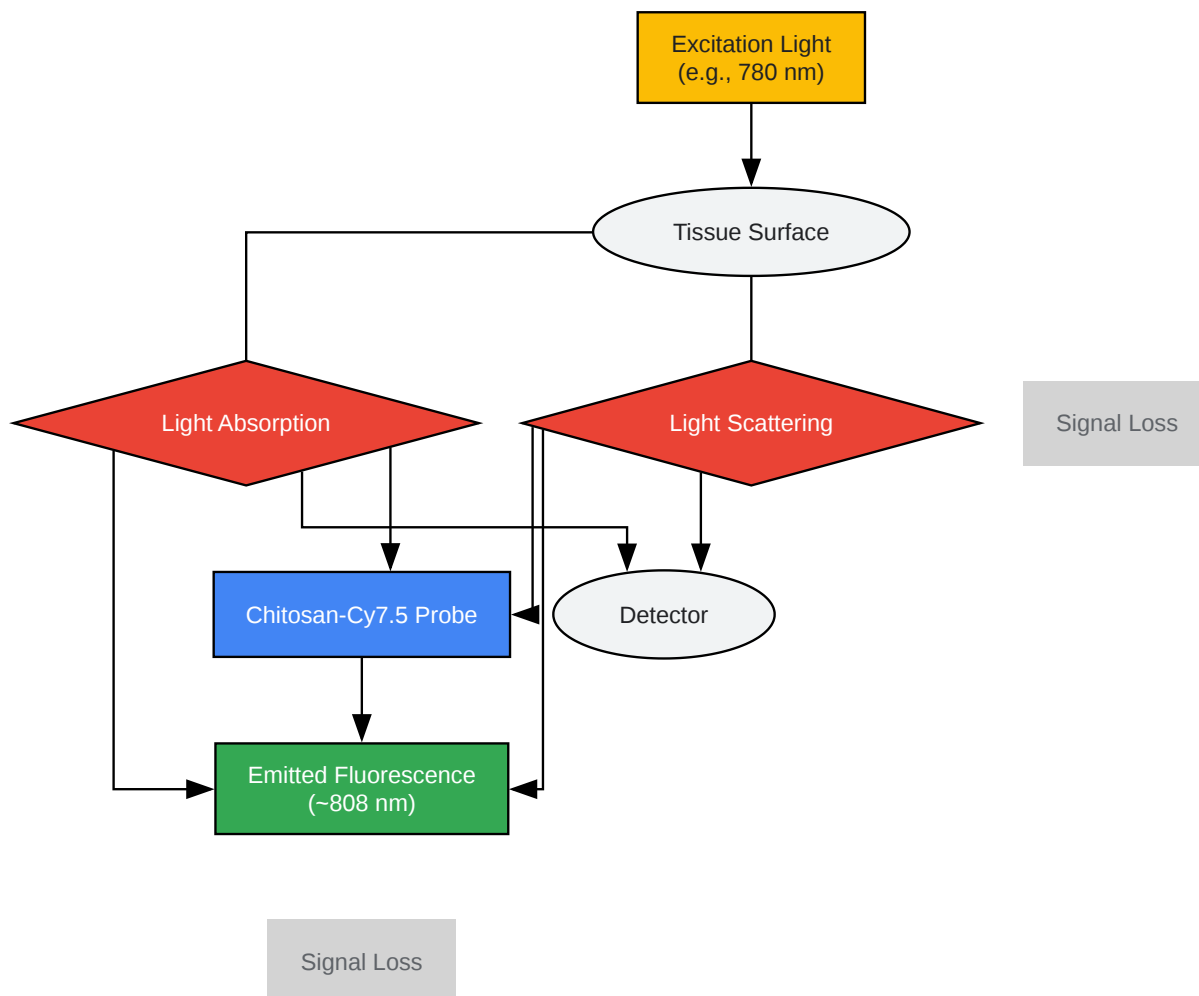 Excitation Light
(e.g., 780 nm)
Tissue Surface
Light Absorption
Light Scattering
Signal Loss
Chitosan-Cy7.5 Probe
Detector
Emitted Fluorescence
(~808 nm)
Signal Loss